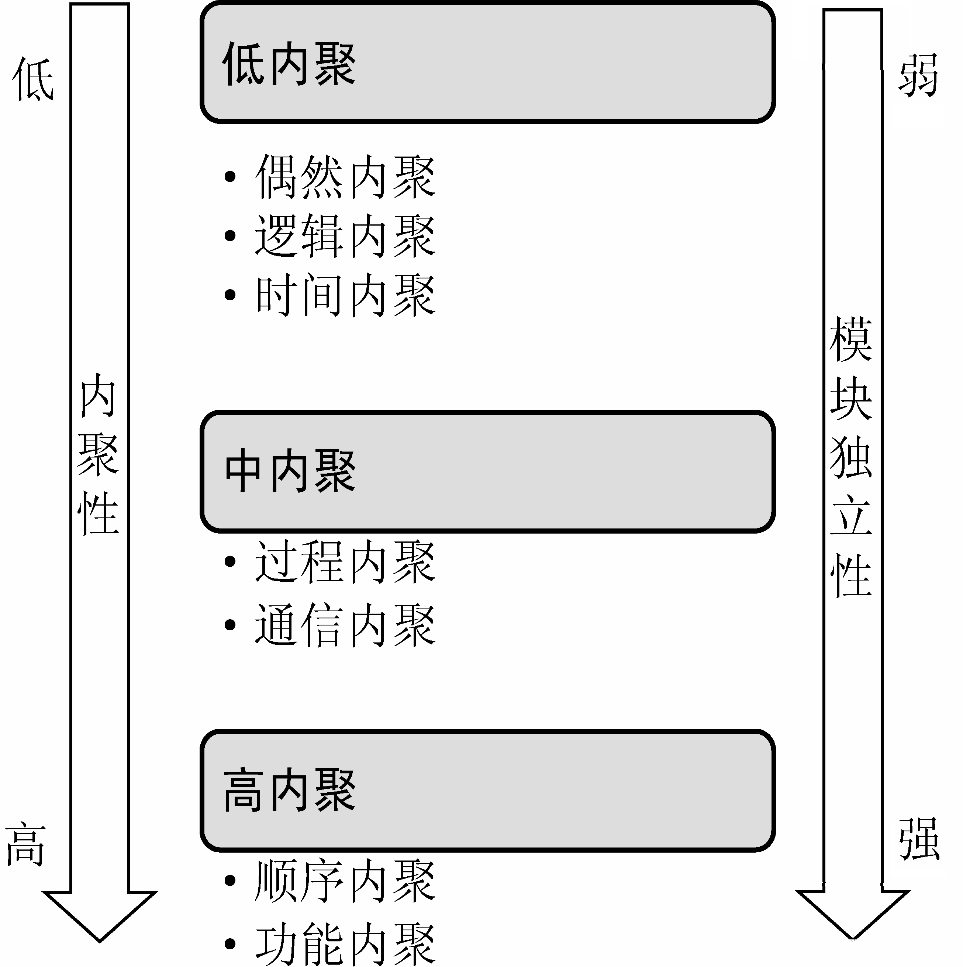 低
低内聚
弱
• 偶然内聚
• 逻辑内聚
• 时间内聚
内聚性
模块独立性
中内聚
• 过程内聚
• 通信内聚
高
高内聚
强
• 顺序内聚
• 功能内聚